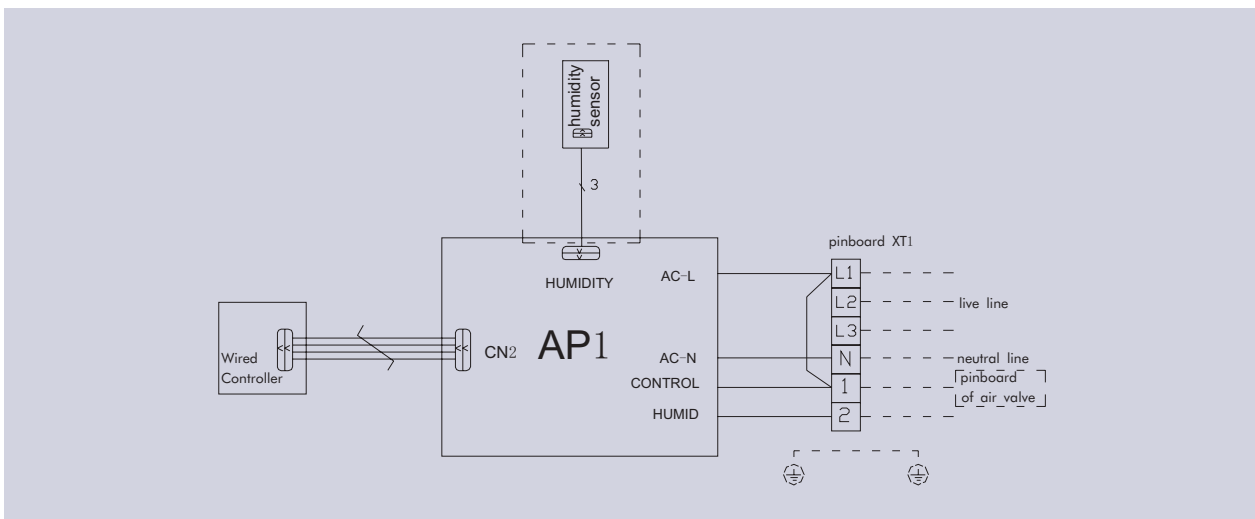 humidity
sensor
3
pinboard XT1
HUMIDITY
AC-L
L1
L2
live line
L3
Wired
Controller
CN2
AP1
AC-N
N
neutral line
CONTROL
1
pinboard
of air valve
HUMID
2